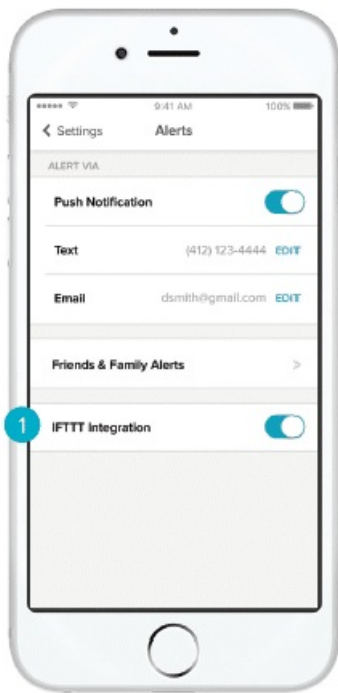 9:41 AM 100%
Settings Alerts
ALERT VIA
Push Notification
Text (412) 123-4444 EDIT
Email dsmith@gmail.com EDIT
Friends & Family Alerts >
1 IFTTT Integration